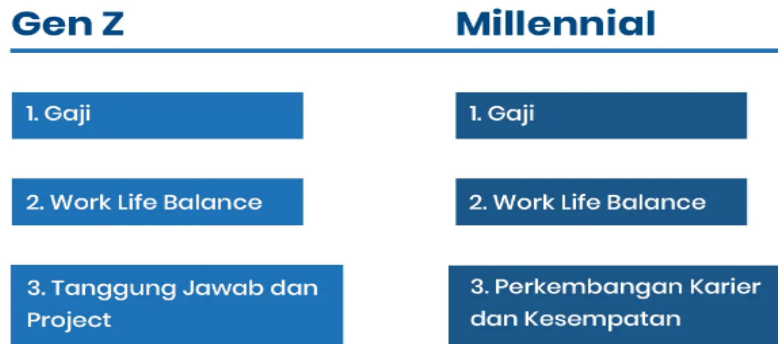 Gen Z
Millennial
1. Gaji
1. Gaji
2. Work Life Balance
2. Work Life Balance
3. Tanggung Jawab dan
Project
3. Perkembangan Karier
dan Kesempatan